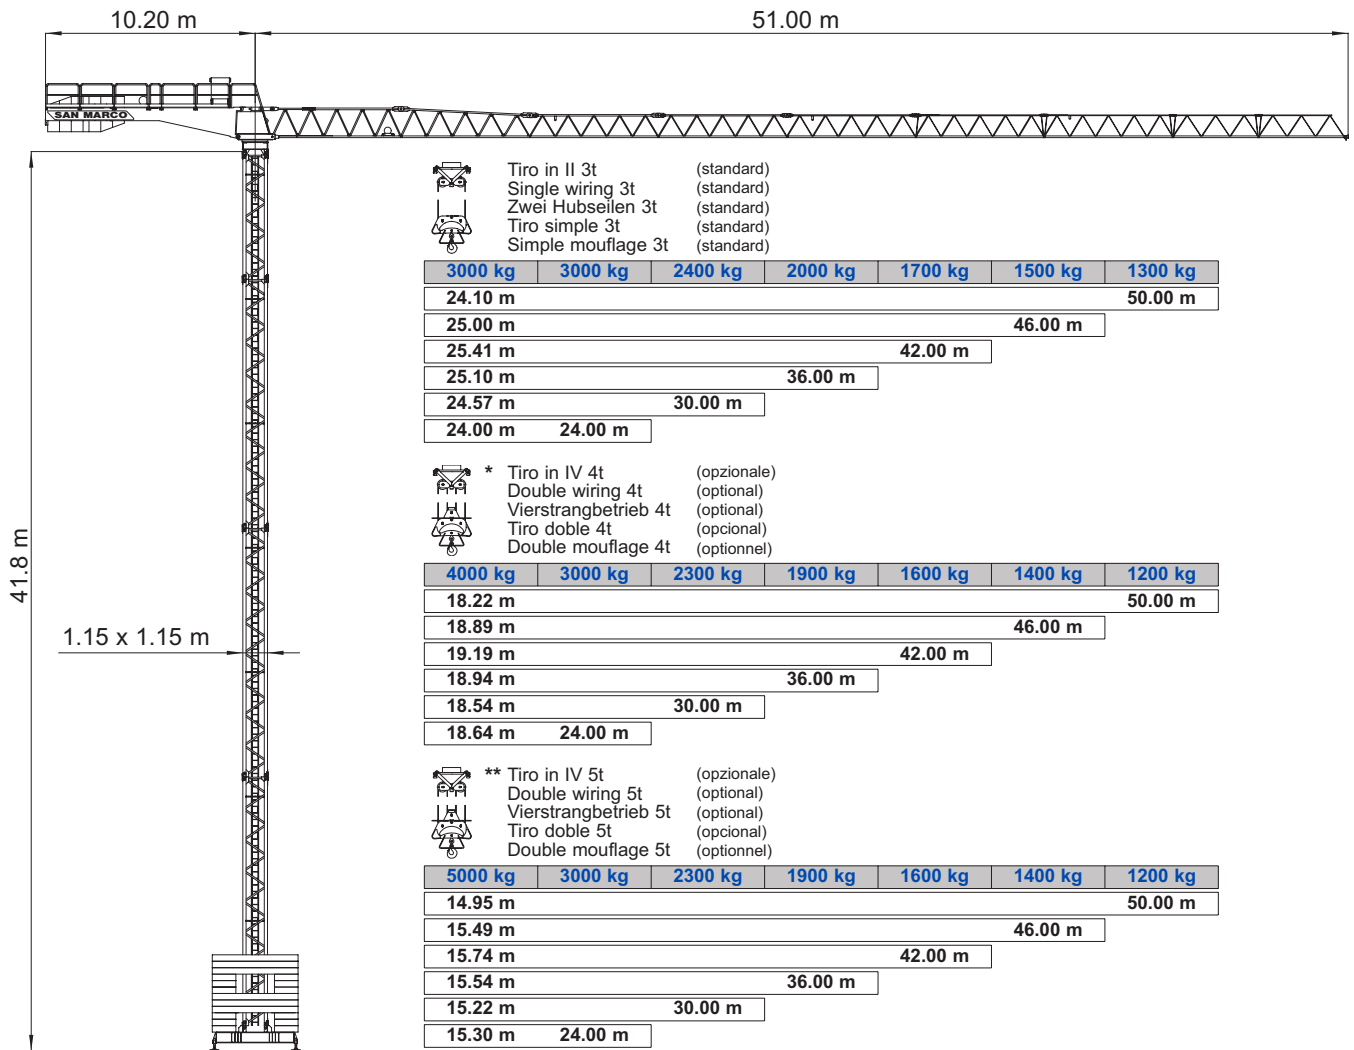 10.20 m 51.00 m
SAN MARCO
Tiro in II 3t (standard)
Single wiring 3t (standard)
Zwei Hubseilen 3t (standard)
Tiro simple 3t (standard)
Simple mouflage 3t (standard)
3000 kg 3000 kg 2400 kg 2000 kg 1700 kg 1500 kg 1300 kg
24.10 m 50.00 m
25.00 m 46.00 m
25.41 m 42.00 m
25.10 m 36.00 m
24.57 m 30.00 m
24.00 m 24.00 m
* Tiro in IV 4t (opzionale)
Double wiring 4t (optional)
Vierstrangbetrieb 4t (optional)
Tiro doble 4t (opcional)
Double mouflage 4t (optionnel)
41.8 m
4000 kg 3000 kg 2300 kg 1900 kg 1600 kg 1400 kg 1200 kg
18.22 m 50.00 m
18.89 m 46.00 m
1.15 x 1.15 m
19.19 m 42.00 m
18.94 m 36.00 m
18.54 m 30.00 m
18.64 m 24.00 m
** Tiro in IV 5t (opzionale)
Double wiring 5t (optional)
Vierstrangbetrieb 5t (optional)
Tiro doble 5t (opcional)
Double mouflage 5t (optionnel)
5000 kg 3000 kg 2300 kg 1900 kg 1600 kg 1400 kg 1200 kg
14.95 m 50.00 m
15.49 m 46.00 m
15.74 m 42.00 m
15.54 m 36.00 m
15.22 m 30.00 m
15.30 m 24.00 m